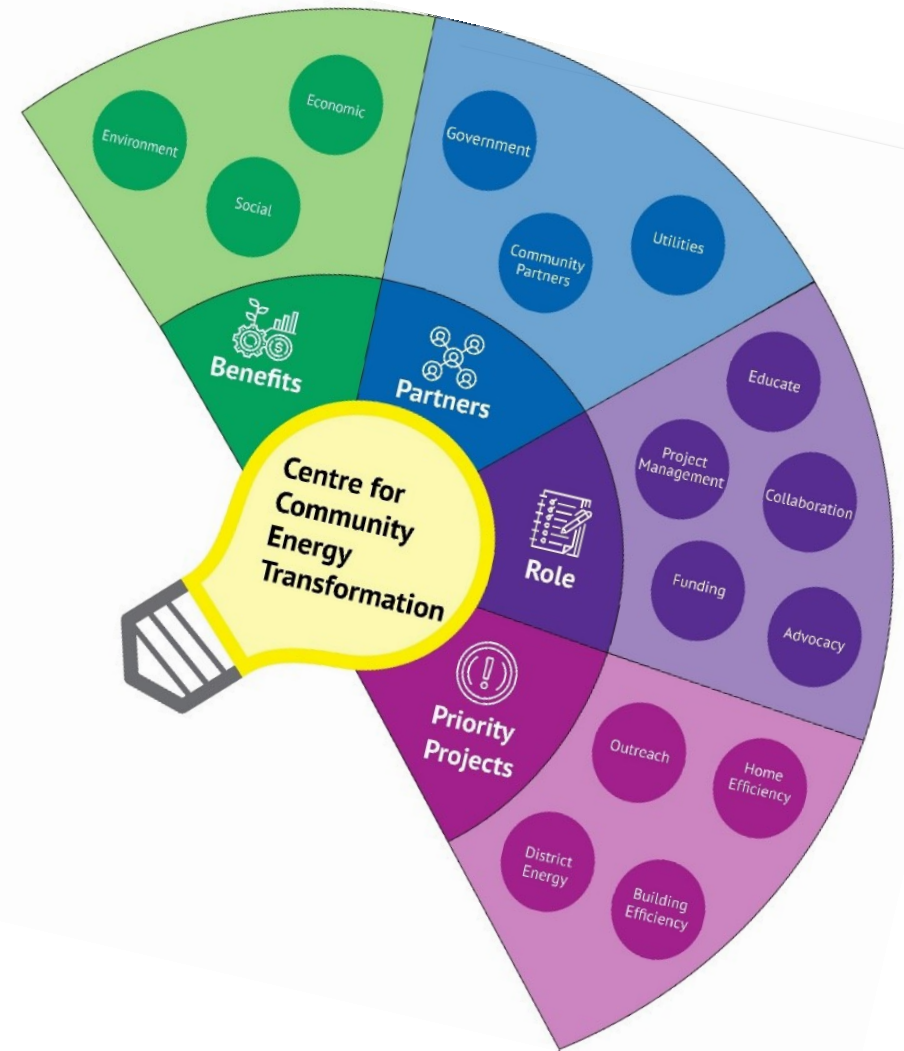 Centre for
Community
Energy
Transformation
Benefits
Environment
Economic
Social
Partners
Government
Community
Partners
Utilities
Role
Educate
Project
Management
Collaboration
Funding
Advocacy
Priority
Projects
Outreach
Home
Efficiency
District
Energy
Building
Efficiency